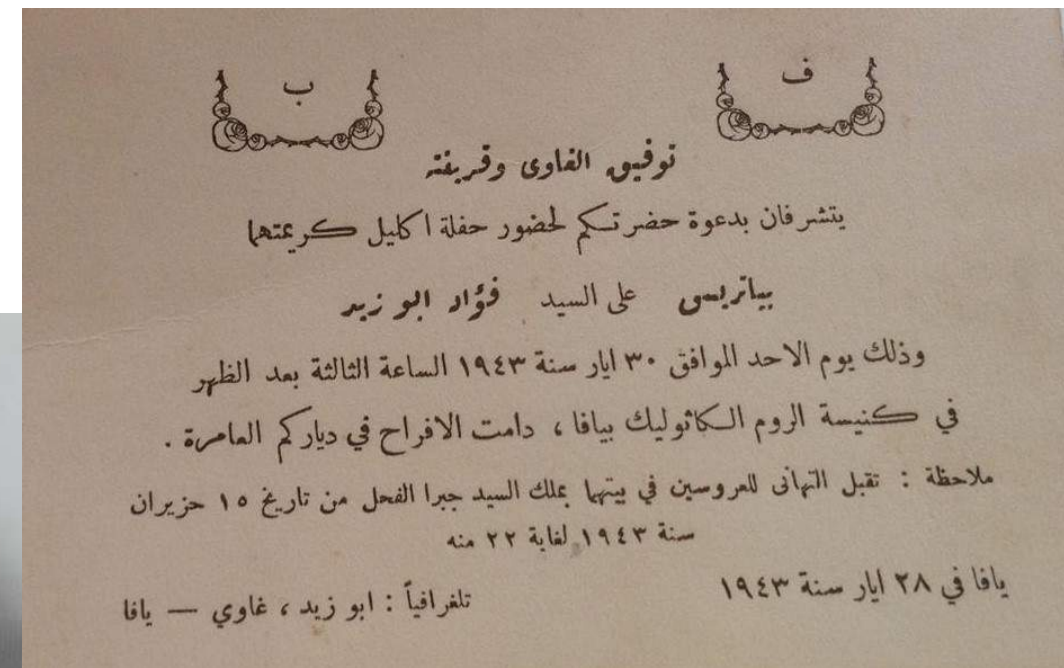 ف ب
توفيق الغاوى وقرينته
يتشرفان بدعوة حضرتكم لحضور حفلة اكليل كريمتهما
بياتريس على السيد فؤاد ابو زيد
وذلك يوم الاحد الموافق ٣٠ ايار سنة ١٩٤٣ الساعة الثالثة بعد الظهر
في كنيسة الروم الكاثوليك بيافا ، دامت الافراح في دياركم العامرة .
ملاحظة : تقبل التهانى للعروسين في بيتهما بملك السيد جبرا الفحل من تاريخ ١٥ حزيران
سنة ١٩٤٣ لغاية ٢٢ منه
يافا في ٢٨ ايار سنة ١٩٤٣ تلغرافياً : ابو زيد ، غاوي — يافا